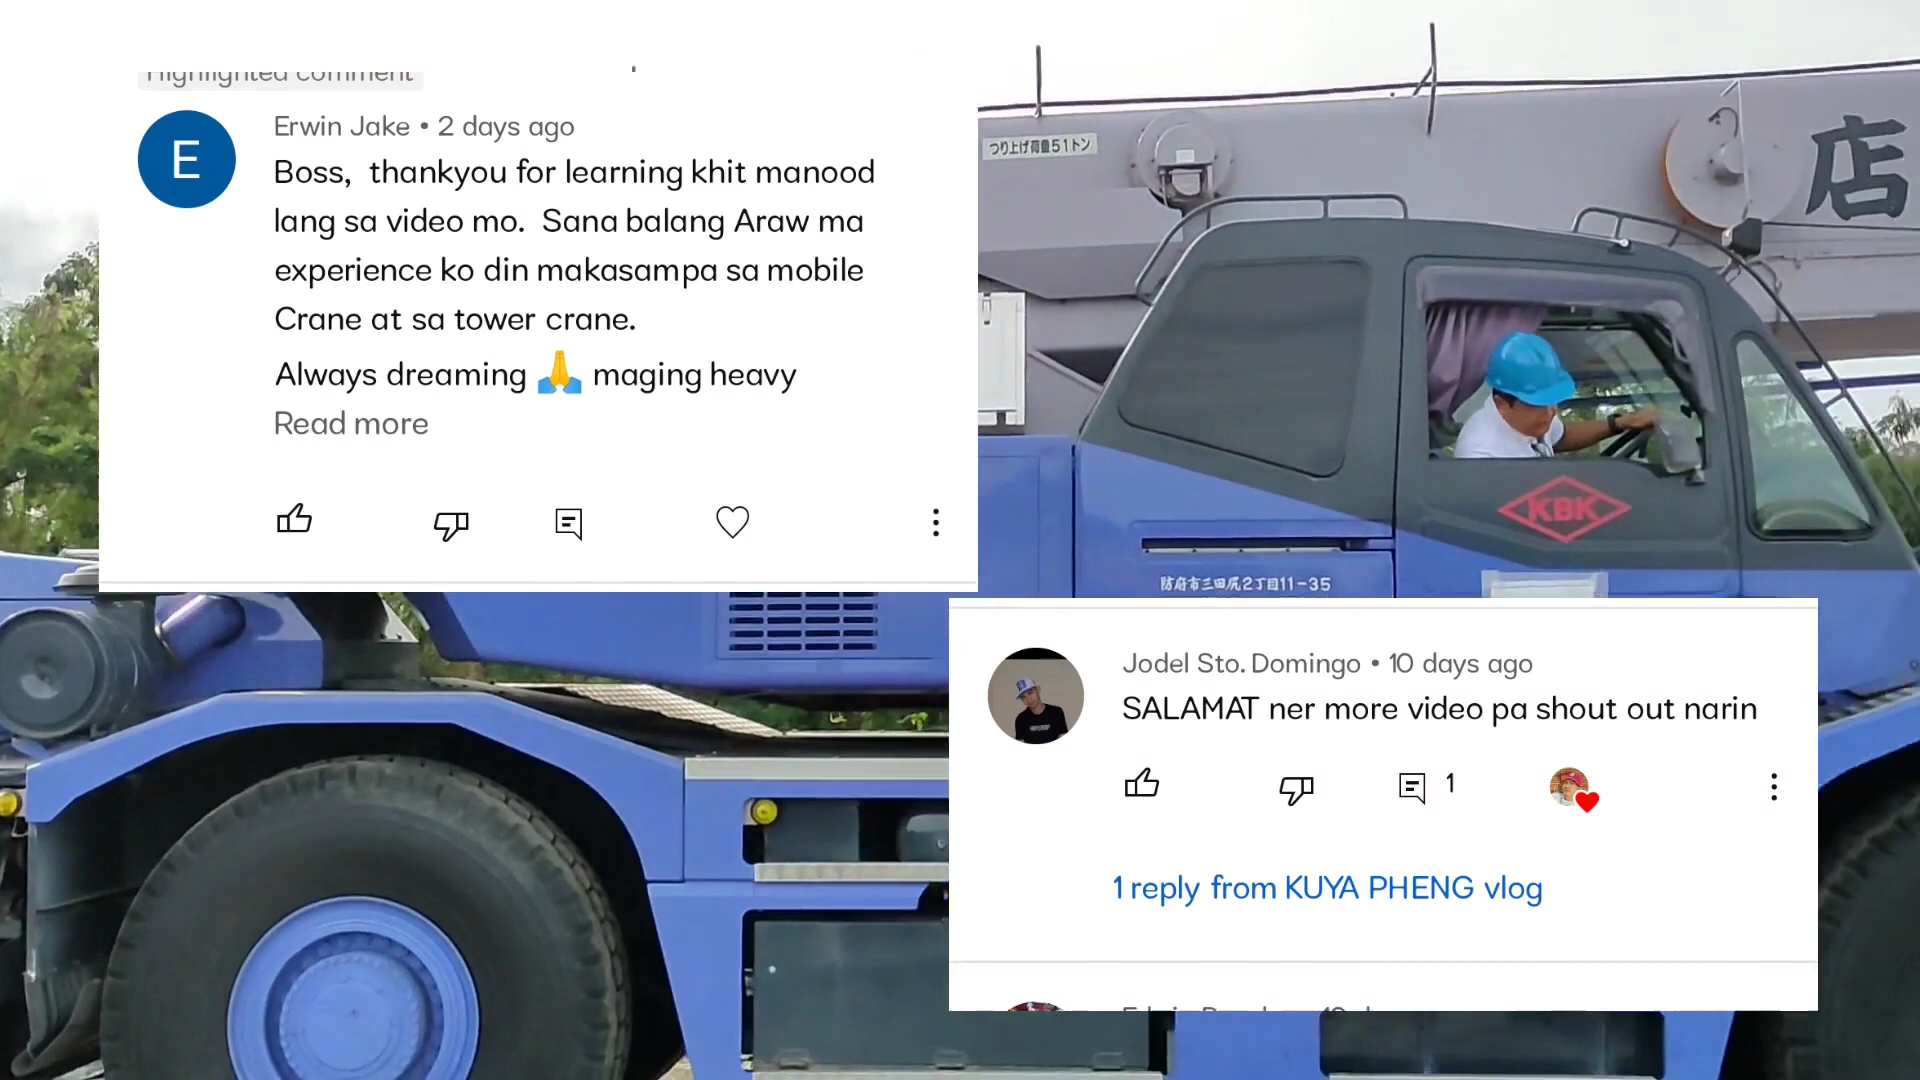 Highlighted comment
E
Erwin Jake • 2 days ago
Boss, thankyou for learning khit manood
lang sa video mo. Sana balang Araw ma
experience ko din makasampa sa mobile
Crane at sa tower crane.
Always dreaming 🙏 maging heavy
Read more
つり上げ荷重51トン
店
KBK
防府市三田尻2丁目11-35
Jodel Sto. Domingo • 10 days ago
SALAMAT ner more video pa shout out narin
1
1 reply from KUYA PHENG vlog